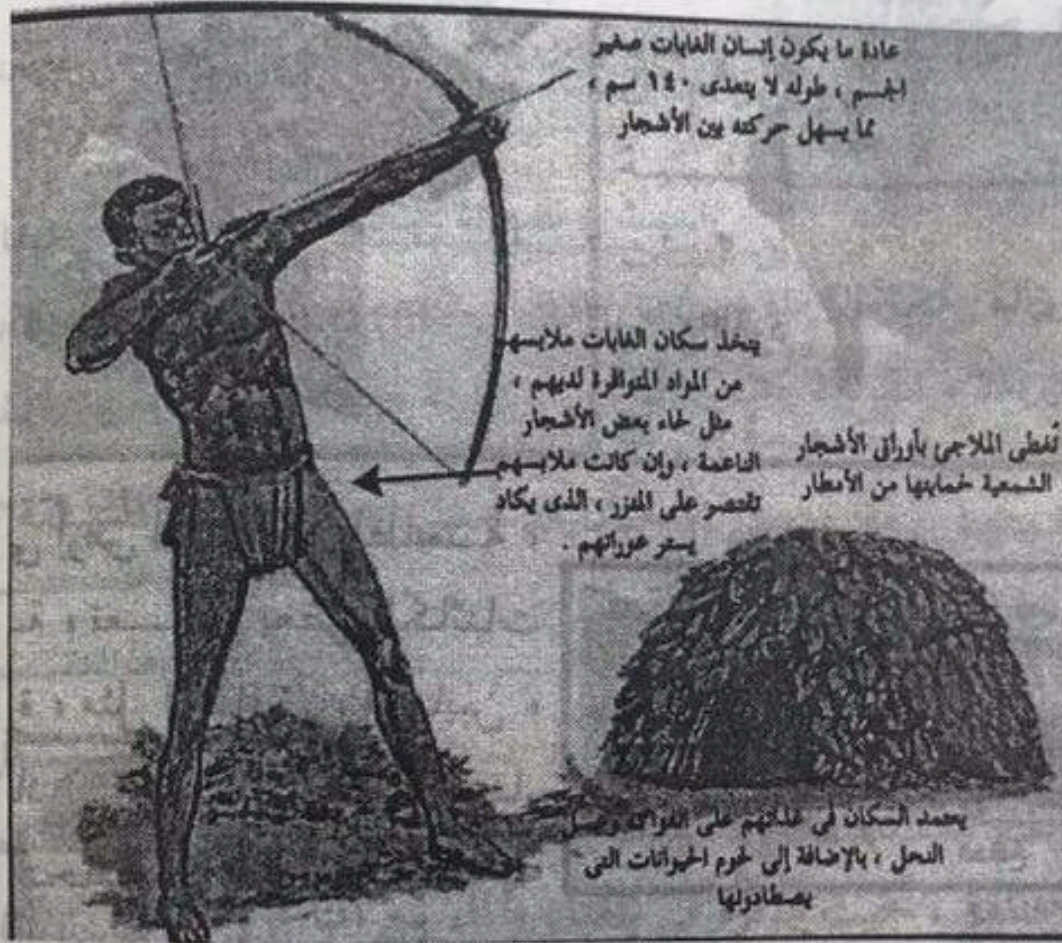 عادة ما يكون إنسان الغابات صغير
الجسم ، طوله لا يتعدى ١٤٠ سم ،
مما يسهل حركته بين الأشجار
يتخذ سكان الغابات ملابسهم
من المواد المتوافرة لديهم ،
مثل لحاء بعض الأشجار
الناعمة ، وإن كانت ملابسهم
تقتصر على المئزر ، الذى يكاد
يستر عوراتهم .
تُغطى الملاجئ بأوراق الأشجار
الشمعية لحمايتها من الأمطار
يعتمد السكان فى غذائهم على الفواكه وعسل
النحل ، بالإضافة إلى لحوم الحيوانات التى
يصطادونها